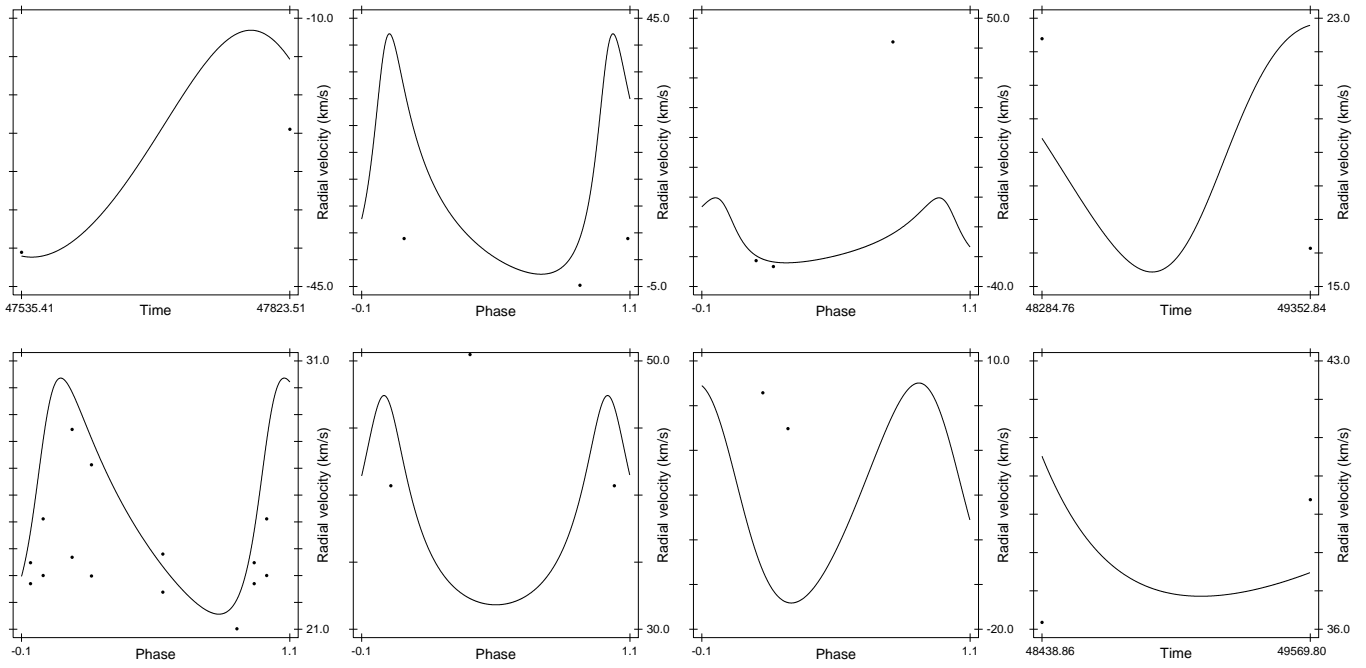 -10.0
Radial velocity (km/s)
-45.0
47535.41 Time 47823.51
45.0
Radial velocity (km/s)
-5.0
-0.1 Phase 1.1
50.0
Radial velocity (km/s)
-40.0
-0.1 Phase 1.1
23.0
Radial velocity (km/s)
15.0
48284.76 Time 49352.84
31.0
Radial velocity (km/s)
21.0
-0.1 Phase 1.1
50.0
Radial velocity (km/s)
30.0
-0.1 Phase 1.1
10.0
Radial velocity (km/s)
-20.0
-0.1 Phase 1.1
43.0
Radial velocity (km/s)
36.0
48438.86 Time 49569.80